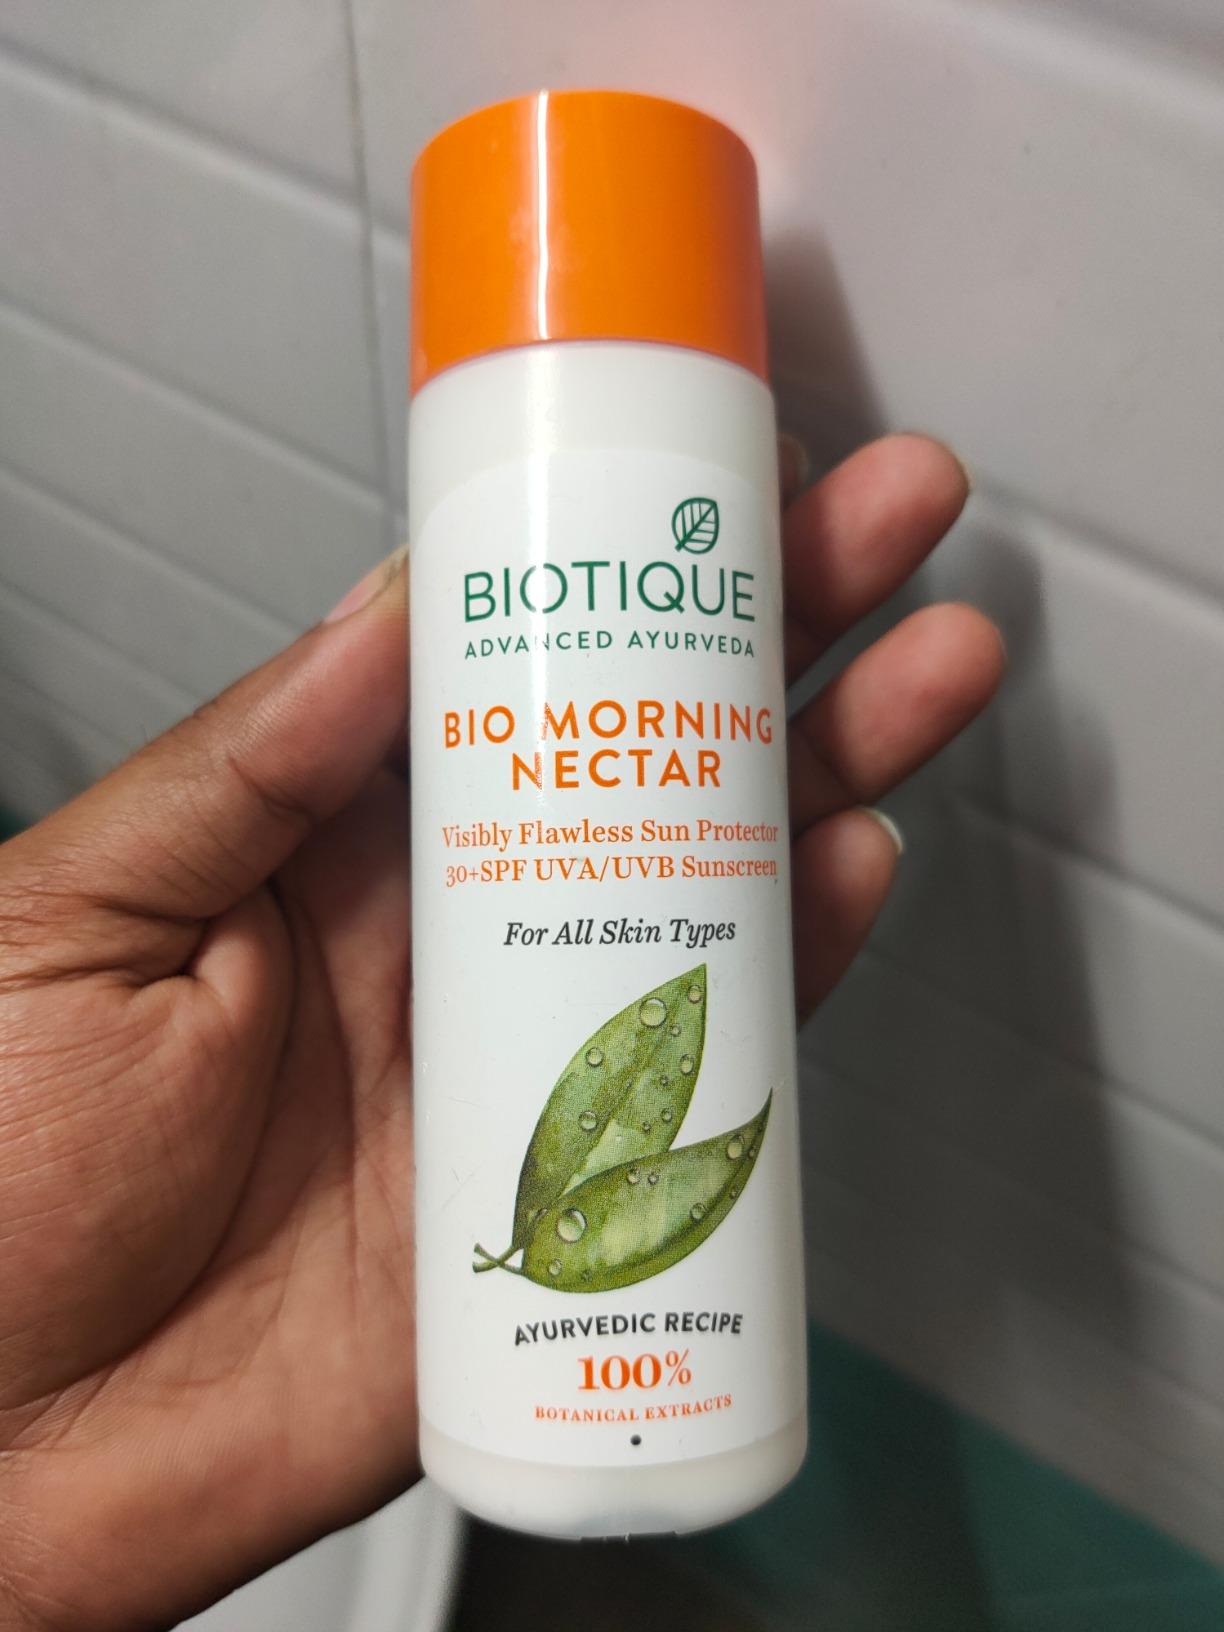 BIOTIQUE
ADVANCED AYURVEDA
BIO MORNING
NECTAR
Visibly Flawless Sun Protector
30+SPF UVA/UVB Sunscreen
For All Skin Types
AYURVEDIC RECIPE
100%
BOTANICAL EXTRACTS